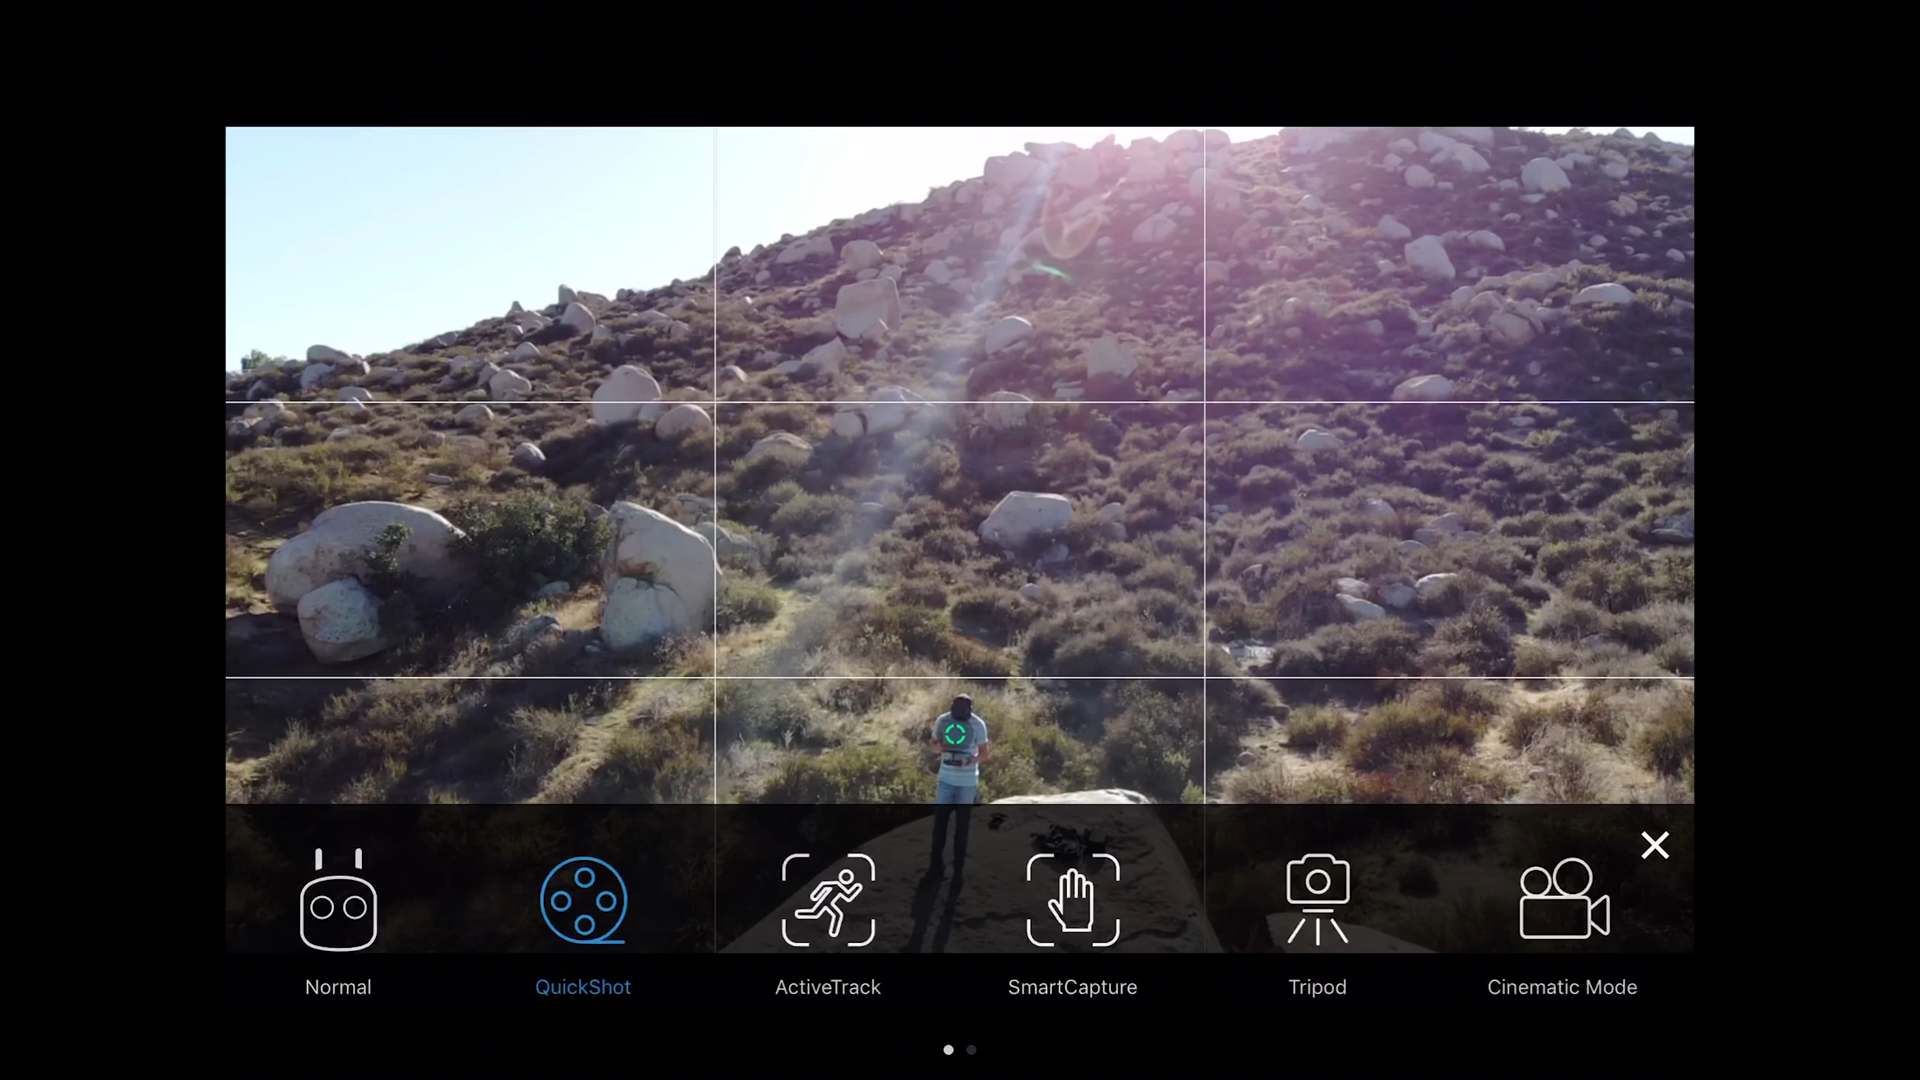 Normal
QuickShot
ActiveTrack
SmartCapture
Tripod
Cinematic Mode